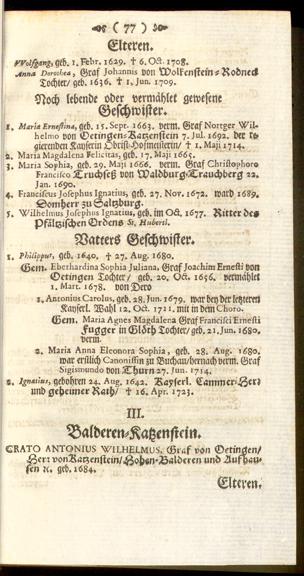 ( 77 )
Elteren.
Wolfgang, geb. 1. Febr. 1629. † 6. Oct. 1708.
Anna Dorothea, Graf Johannis von Wolfenstein-Rodneck
Tochter/ geb. 1636. † 1. Jun. 1709.
Noch lebende oder vermählet gewesene
Geschwister.
1. Maria Ernestina, geb. 15. Sept. 1663. verm. Graf Nortger Wil-
helmo von Oetingen-Katzenstein 7. Jul. 1692. der re-
gierenden Kayserin Obrist-Hofmeisterin/ † 1. Maji 1714.
2. Maria Magdalena Felicitas, geb. 17. Maji 1665.
3. Maria Sophia, geb. 29. Maji 1666. verm. Graf Christophoro
Francisco Truchseß von Waldburg-Trauchberg 22.
Jan. 1690.
4. Franciscus Josephus Ignatius, geb. 27. Nov. 1672. ward 1689.
Domherr zu Saltzburg.
5. Wilhelmus Josephus Ignatius, geb. im Oct. 1677. Ritter des
Pfältzischen Ordens St. Huberti.
Vatters Geschwister.
1. Philippus, geb. 1640. † 27. Aug. 1680.
Gem. Eberhardina Sophia Juliana, Graf Joachim Ernesti von
Oetingen Tochter/ geb. 20. Oct. 1656. vermählet
1. Mart. 1678. von Dero
1. Antonius Carolus, geb. 28. Jun. 1679. war bey der letzteren
Kayserl. Wahl 12. Oct. 1711. mit in dem Choro.
Gem. Maria Agnes Magdalena Graf Francisci Ernesti
Fugger in Glöth Tochter/ geb. 21. Jun. 1680.
verm.
2. Maria Anna Eleonora Sophia, geb. 28. Aug. 1680.
war erstlich Canonissin zu Buchau/ hernach verm. Graf
Sigismundo von Thurn 27. Jun. 1714.
2. Ignatius, gebohren 24. Aug. 1642. Kayserl. Cammer-Herr
und geheimer Rath/ † 16. Apr. 1723.
III.
Balderen-Katzenstein.
CRATO ANTONIUS WILHELMUS, Graf von Oetingen/
Herr von Katzenstein/ Hohen-Balderen und Aufhau-
sen ꝛc. geb. 1684.
Elteren.